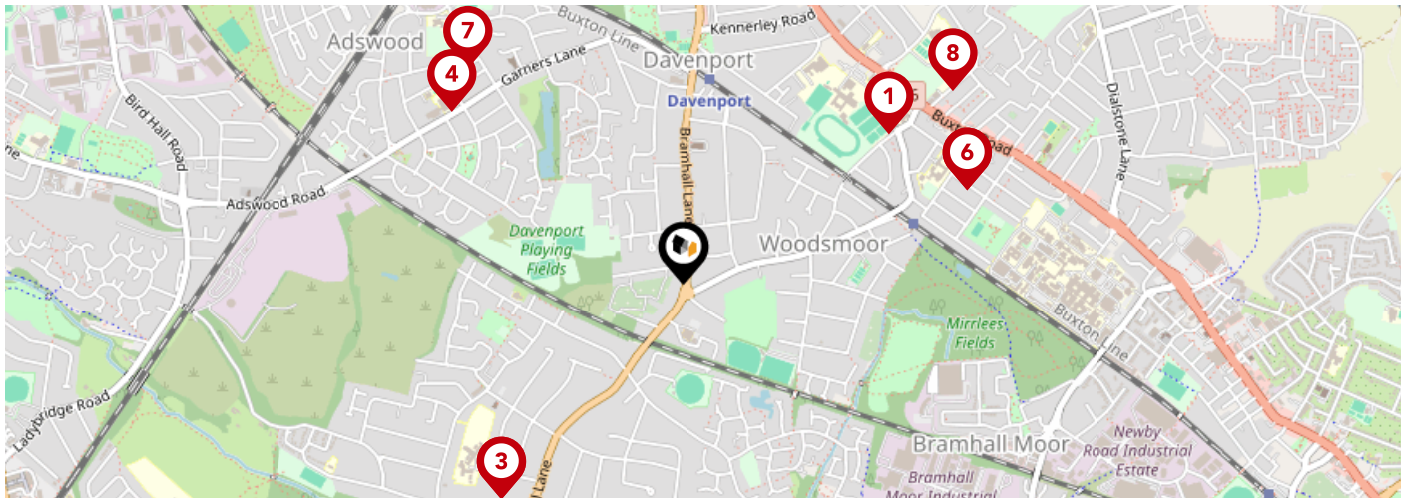 Kennerley Road
Buxton Line
7
Adswood
Davenport
8
Garners Lane
4
Davenport
1
6
Bird Hall Road
Dialstone Lane
Bramhall Lane
6
Adswood Road
Davenport
Playing
Fields
Woodsmoor
Mirrlees
Fields
Buxton Line
Ladybridge Road
Bramhall Moor
Newby
Road Industrial
Estate
3
Lane
Bramhall
Moor Industrial